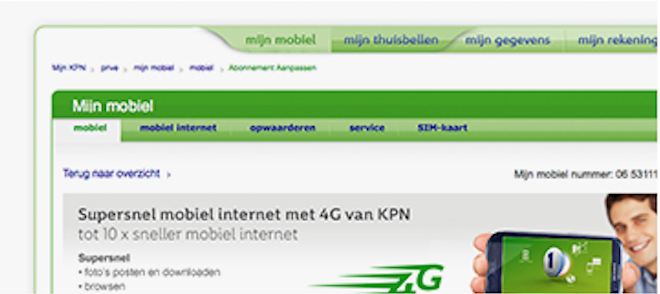 mijn mobiel mijn thuisbellen mijn gegevens mijn rekening
Mijn KPN > prive > mijn mobiel > mobiel > Abonnement Aanpassen
Mijn mobiel
mobiel mobiel internet opwaarderen service SIM-kaart
Terug naar overzicht › Mijn mobiel nummer: 06 53111
Supersnel mobiel internet met 4G van KPN
tot 10 x sneller mobiel internet
Supersnel
• foto's posten en downloaden
• browsen
4G
1